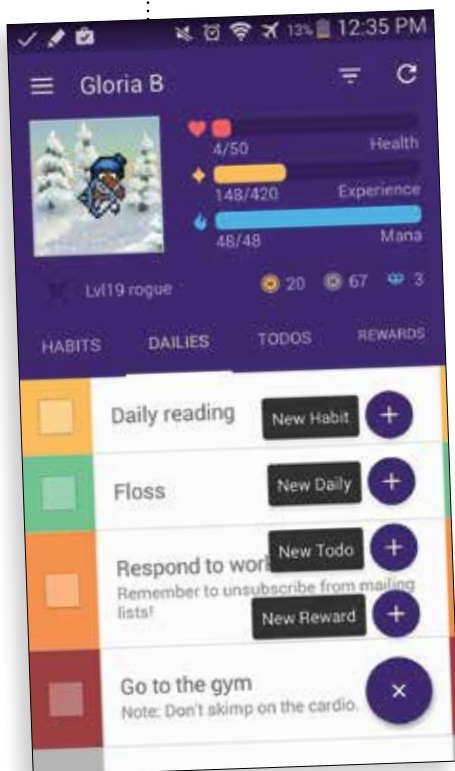 13% 12:35 PM
Gloria B
4/50 Health
148/420 Experience
48/48 Mana
Lvl19 rogue 20 67 3
HABITS DAILIES TODOS REWARDS
Daily reading
New Habit
Floss
New Daily
New Todo
Respond to wor
Remember to unsubscribe from mailing
lists!
New Reward
Go to the gym
Note: Don't skimp on the cardio.